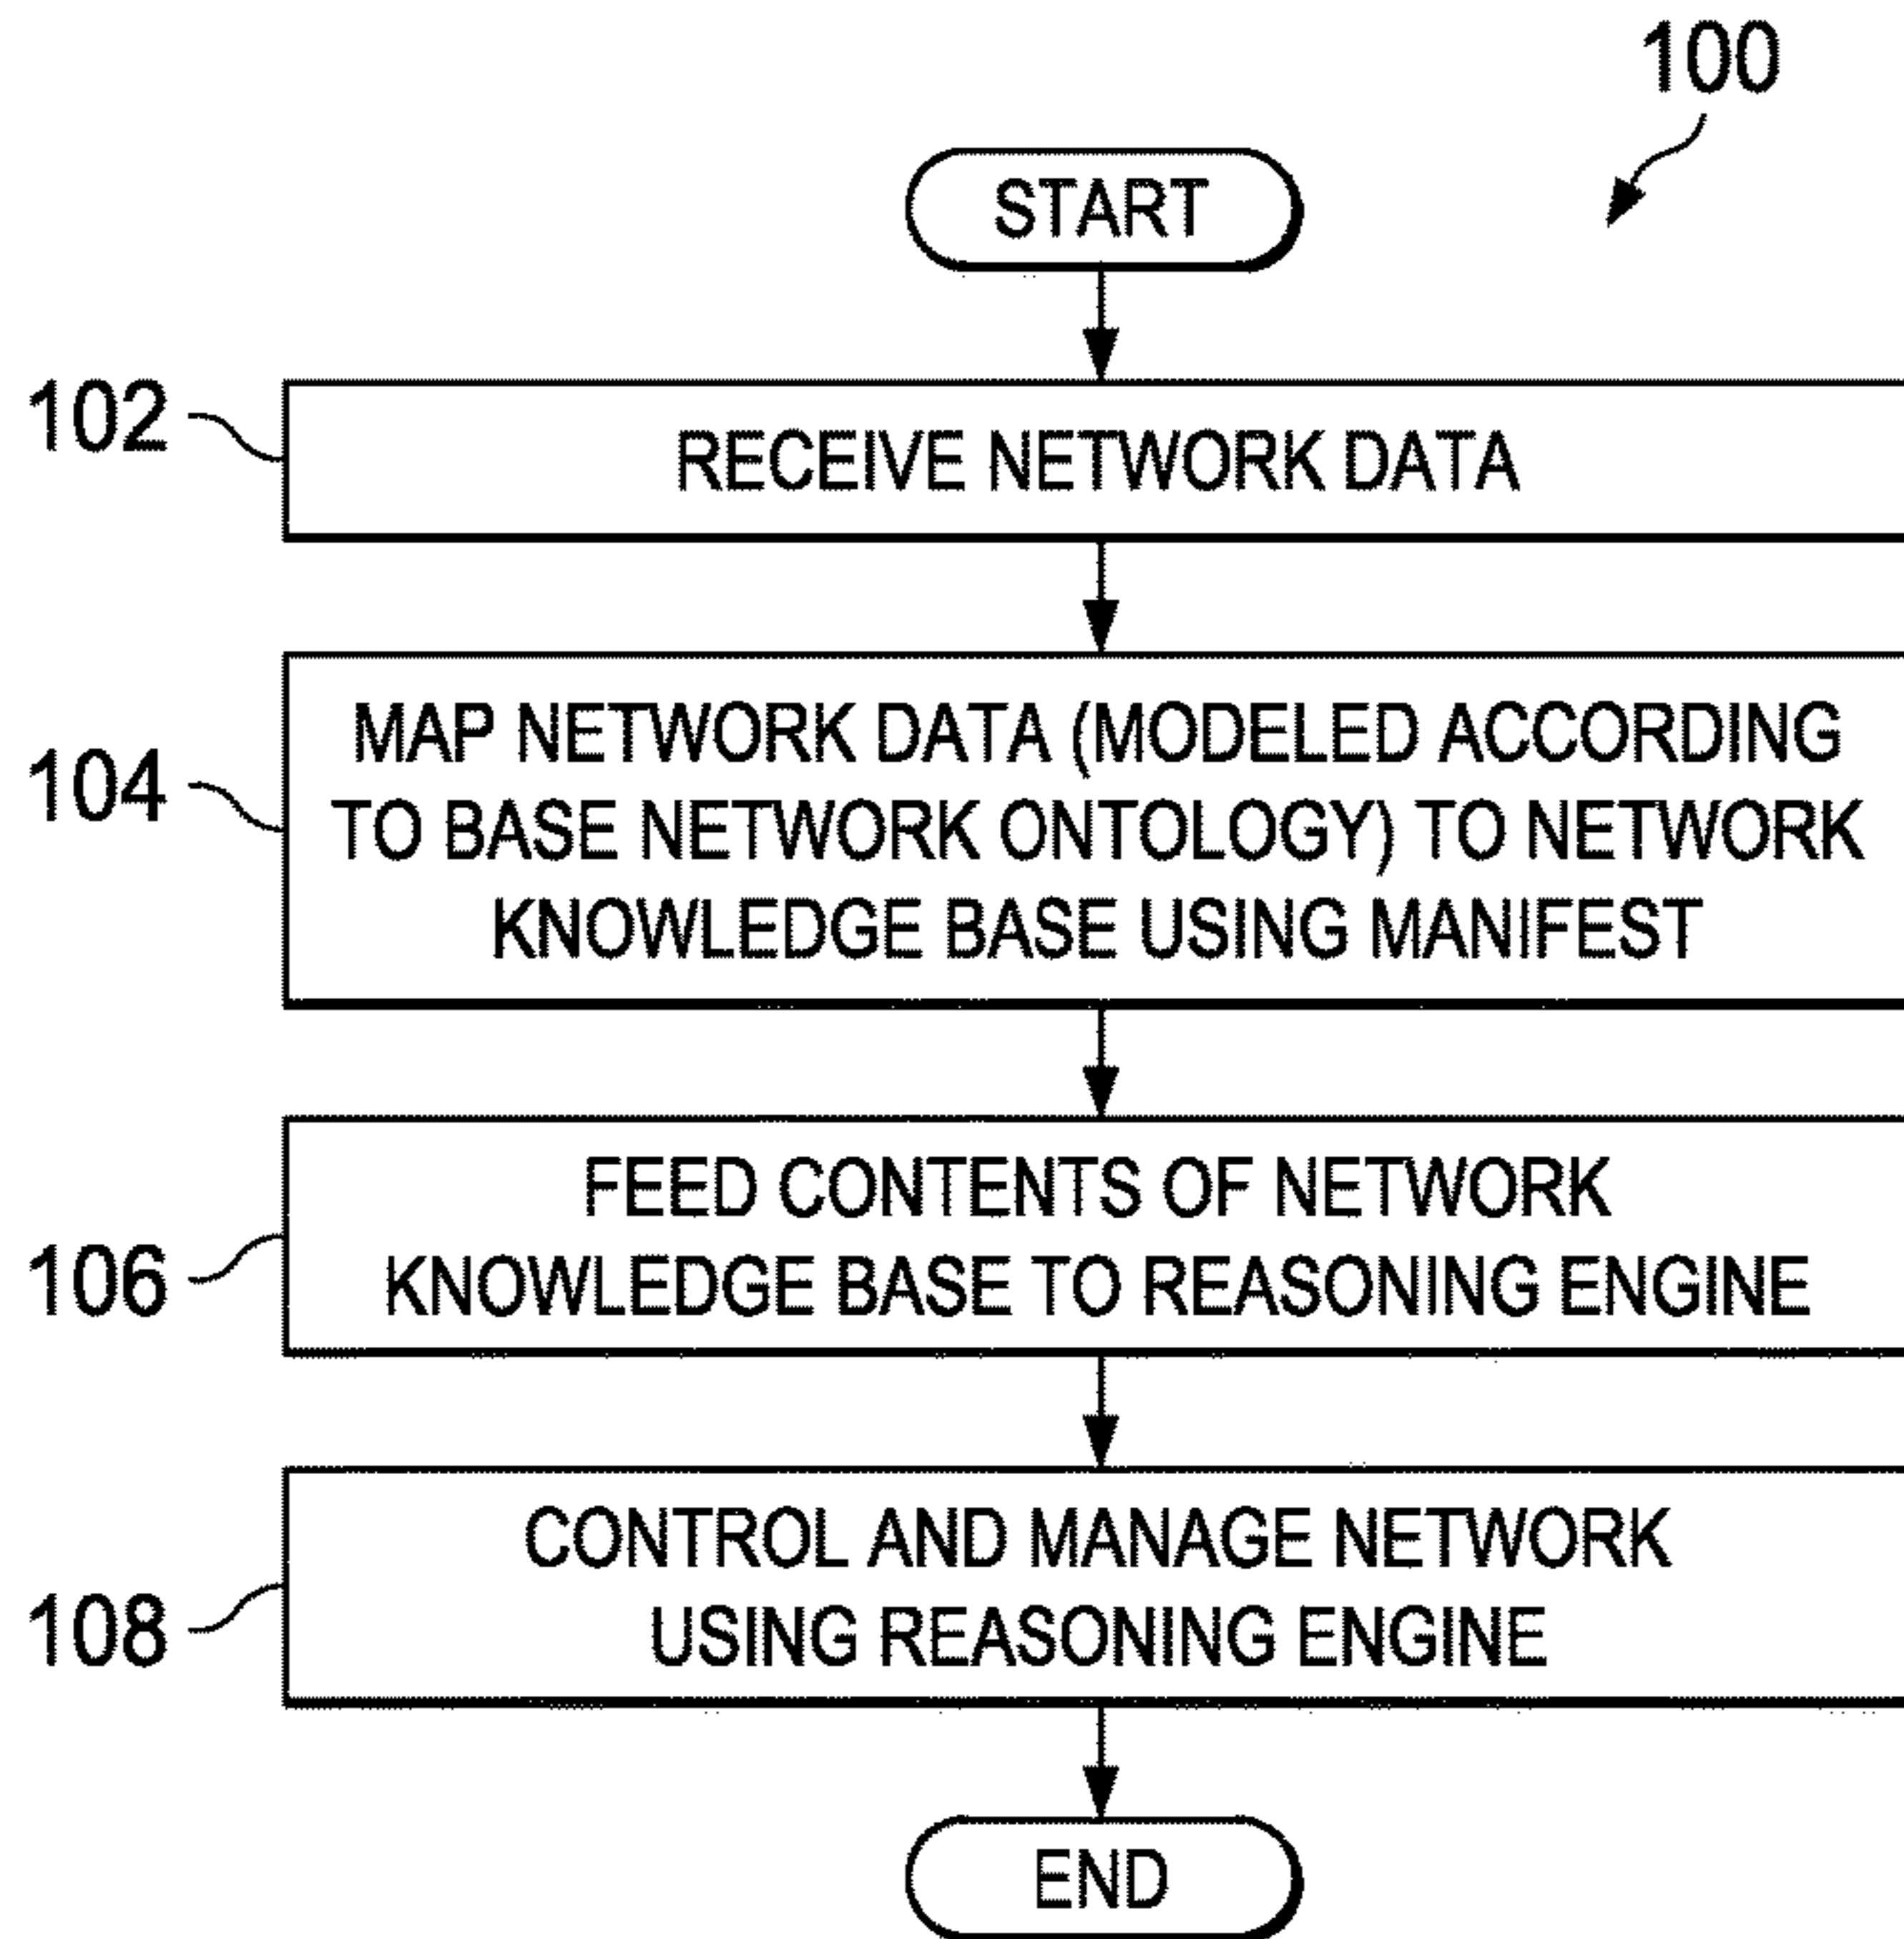 100
START
102
RECEIVE NETWORK DATA
104
MAP NETWORK DATA (MODELED ACCORDING
TO BASE NETWORK ONTOLOGY) TO NETWORK
KNOWLEDGE BASE USING MANIFEST
106
FEED CONTENTS OF NETWORK
KNOWLEDGE BASE TO REASONING ENGINE
108
CONTROL AND MANAGE NETWORK
USING REASONING ENGINE
END